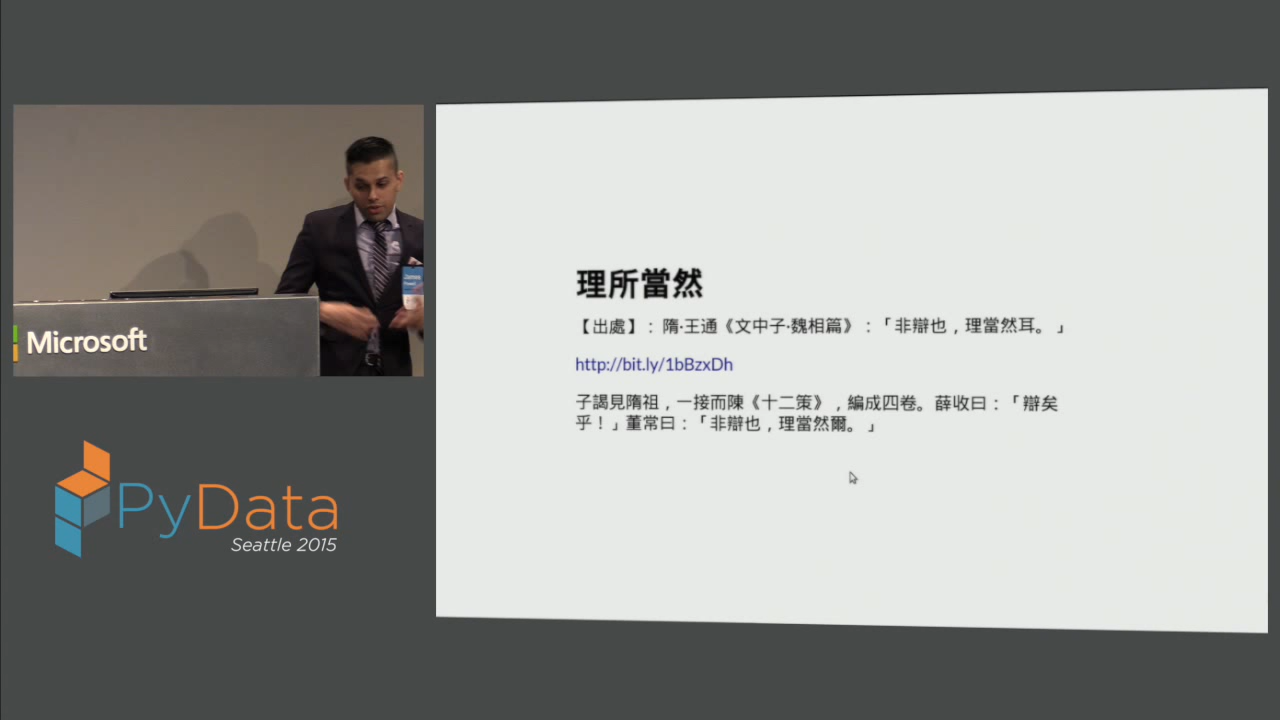 理所當然
【出處】：隋·王通《文中子·魏相篇》：「非辯也，理當然耳。」
http://bit.ly/1bBzxDh
子謁見隋祖，一接而陳《十二策》，編成四卷。薛收曰：「辯矣
乎！」董常曰：「非辯也，理當然爾。」
Microsoft
James
PyData
Seattle 2015